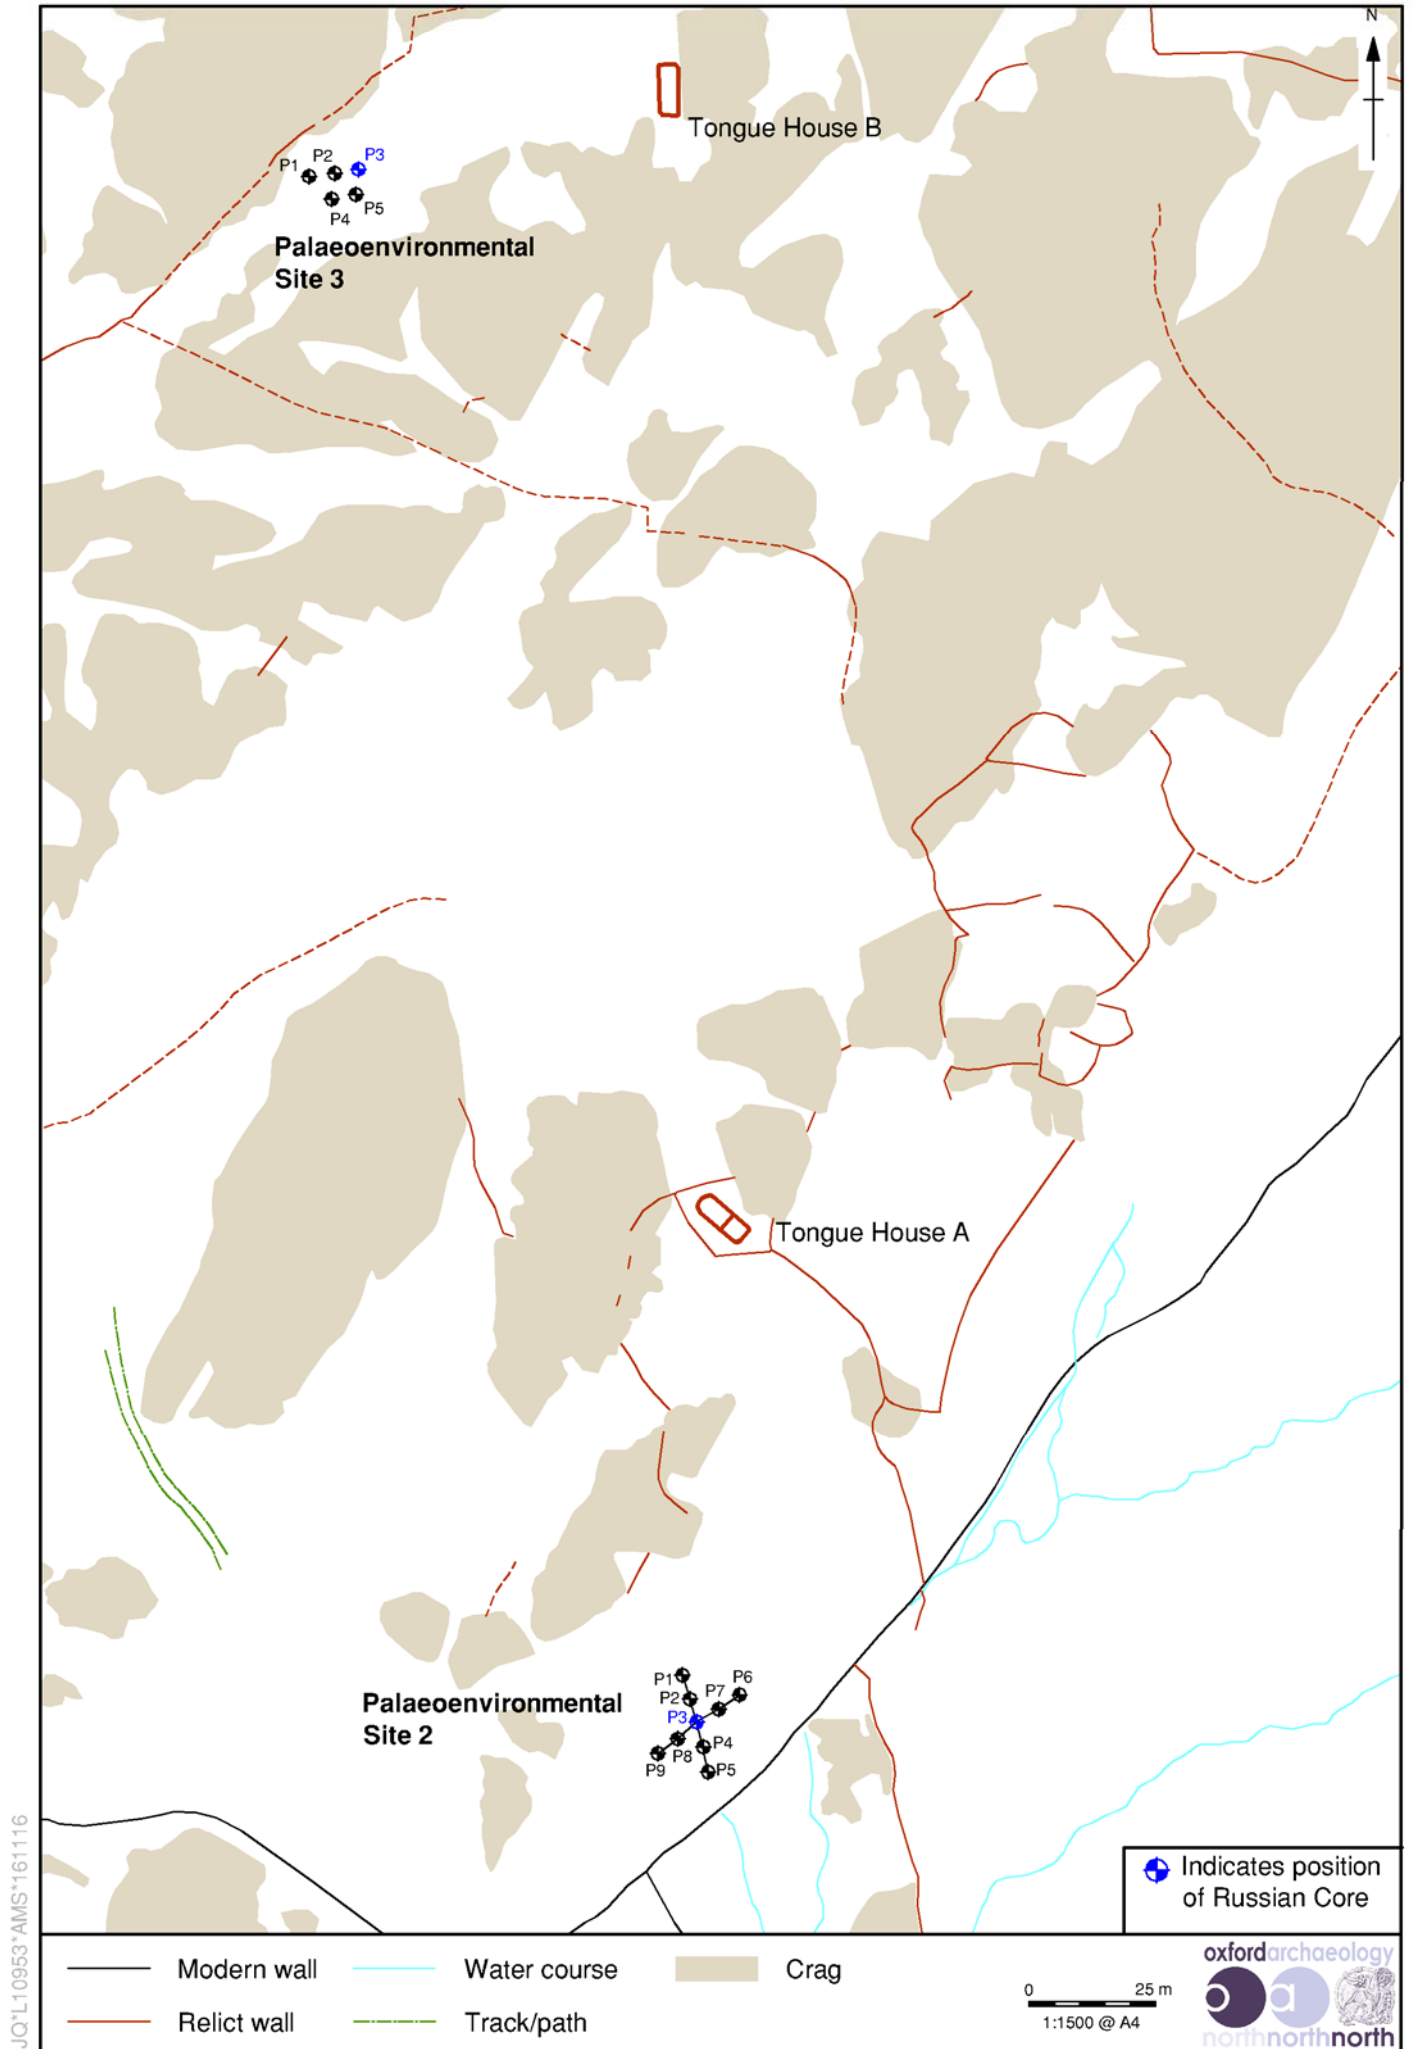 N
Tongue House B
P1
P2
P3
P4
P5
Palaeoenvironmental
Site 3
Tongue House A
P1
P6
P2
P7
P3
P4
P8
P9
P5
Palaeoenvironmental
Site 2
Indicates position
of Russian Core
JQ*L10953*AMS*161116
Modern wall
Water course
Crag
Relict wall
Track/path
0 25 m
1:1500 @ A4
oxfordarchaeology
northnorthnorth